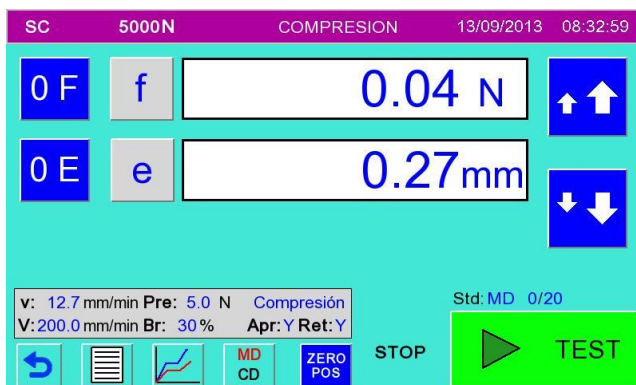 SC 5000N COMPRESION 13/09/2013 08:32:59
0 F f 0.04 N
0 E e 0.27mm
v: 12.7 mm/min Pre: 5.0 N Compresión
V: 200.0 mm/min Br: 30 % Apr: Y Ret: Y
Std: MD 0/20
MD
CD
ZERO
POS
STOP
TEST